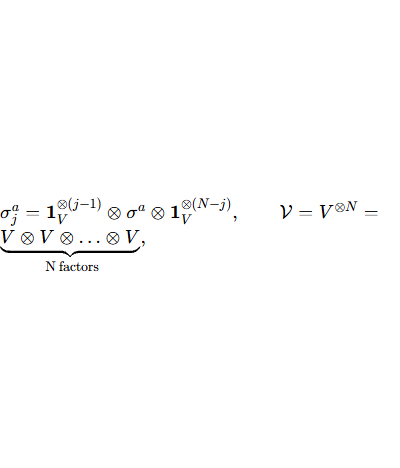 σ_j^a = 𝟏_V^{⊗(j−1)} ⊗ σ^a ⊗ 𝟏_V^{⊗(N−j)}, 𝒱 = V^{⊗N} =
V ⊗ V ⊗ … ⊗ V,
N factors